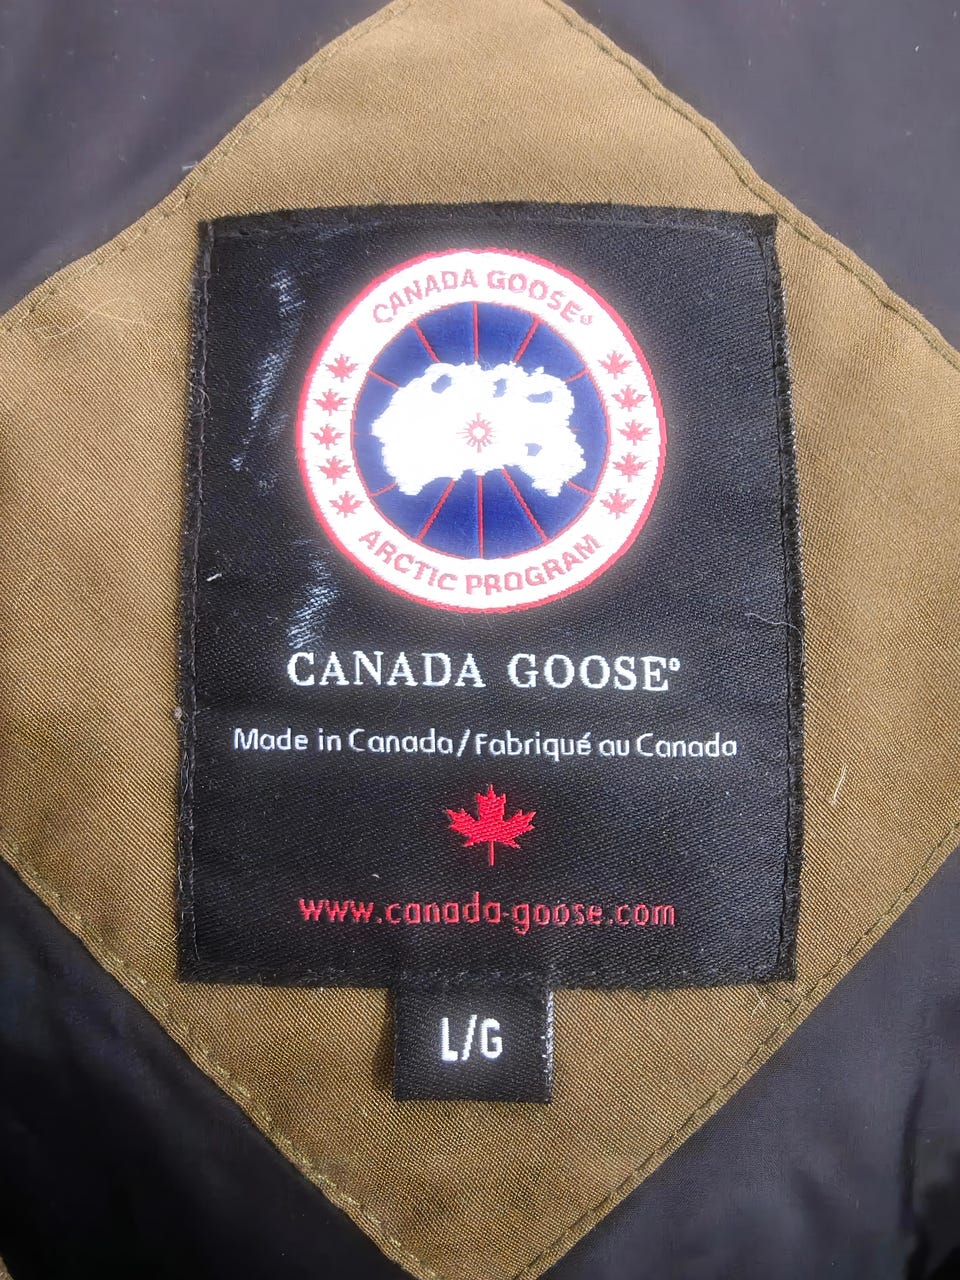 CANADA GOOSE®
ARCTIC PROGRAM
CANADA GOOSE®
Made in Canada/Fabriqué au Canada
www.canada-goose.com
L/G